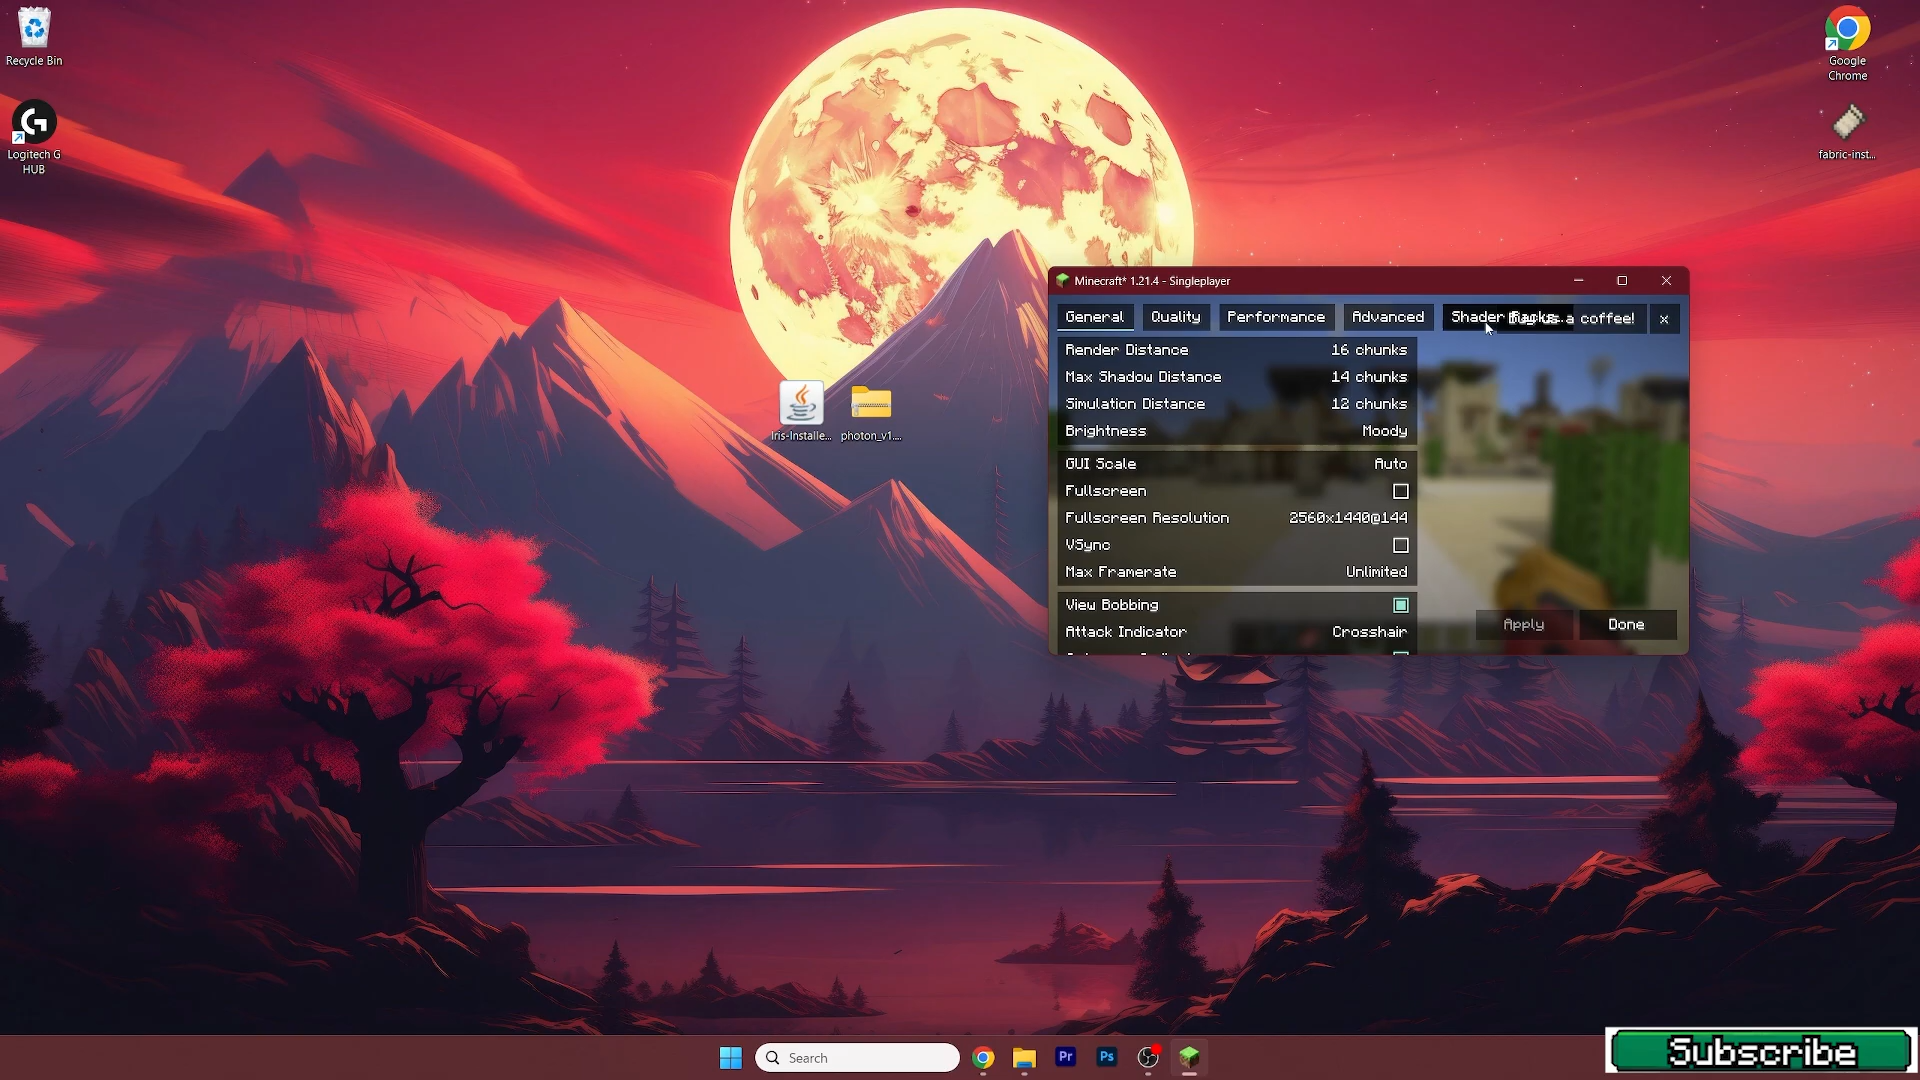 Recycle Bin
Logitech G
HUB
Google
Chrome
fabric-inst...
Iris-Installe...
photon_v1....
Minecraft* 1.21.4 - Singleplayer
General
Quality
Performance
Advanced
Shader Packs...
a coffee!
×
Render Distance 16 chunks
Max Shadow Distance 14 chunks
Simulation Distance 12 chunks
Brightness Moody
GUI Scale Auto
Fullscreen
Fullscreen Resolution 2560x1440@144
VSync
Max Framerate Unlimited
View Bobbing
Attack Indicator Crosshair
Apply
Done
Search
Pr
Ps
Subscribe